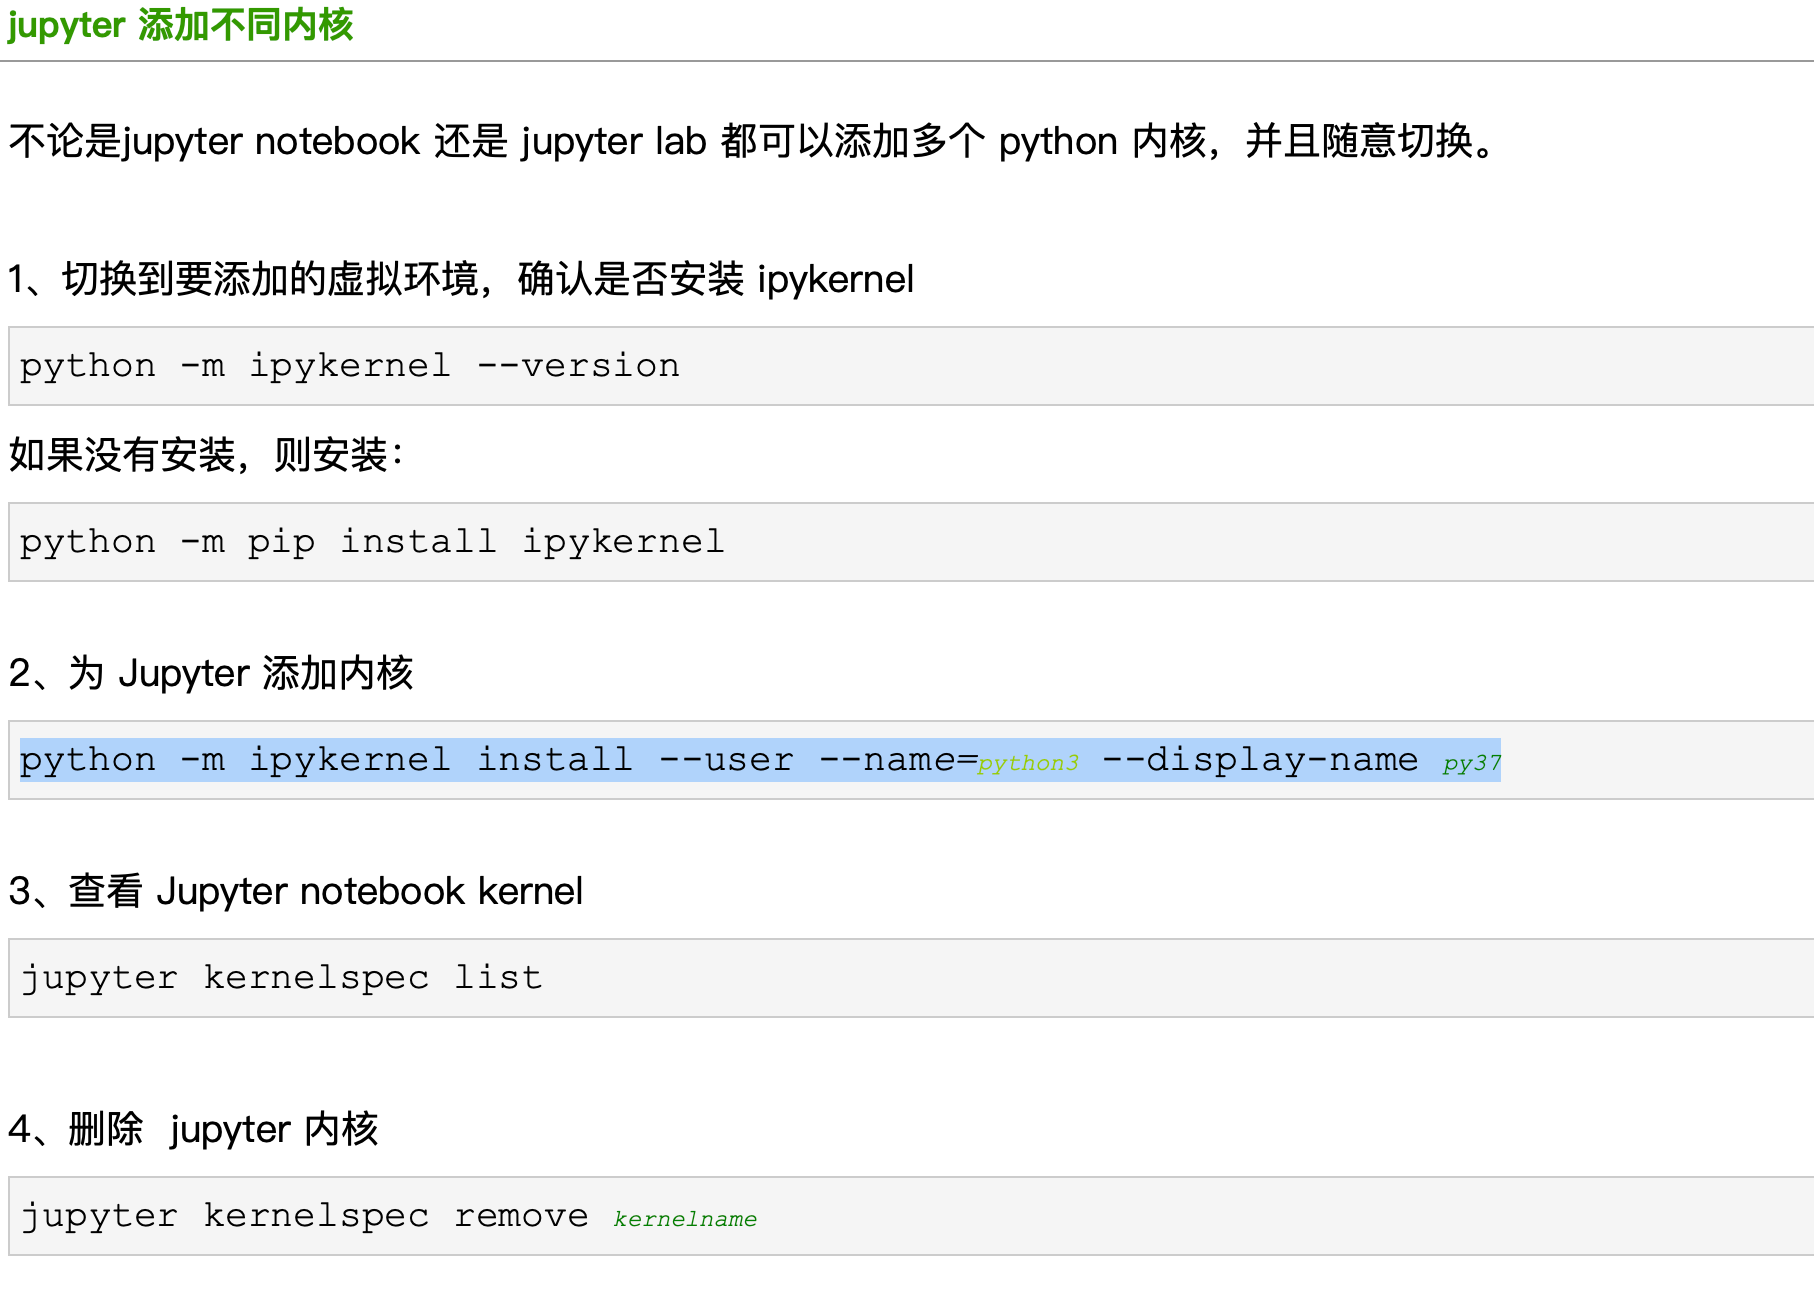 jupyter 添加不同内核
不论是jupyter notebook 还是 jupyter lab 都可以添加多个 python 内核，并且随意切换。
1、切换到要添加的虚拟环境，确认是否安装 ipykernel
python -m ipykernel --version
如果没有安装，则安装：
python -m pip install ipykernel
2、为 Jupyter 添加内核
python -m ipykernel install --user --name=python3 --display-name py37
3、查看 Jupyter notebook kernel
jupyter kernelspec list
4、删除  jupyter 内核
jupyter kernelspec remove kernelname